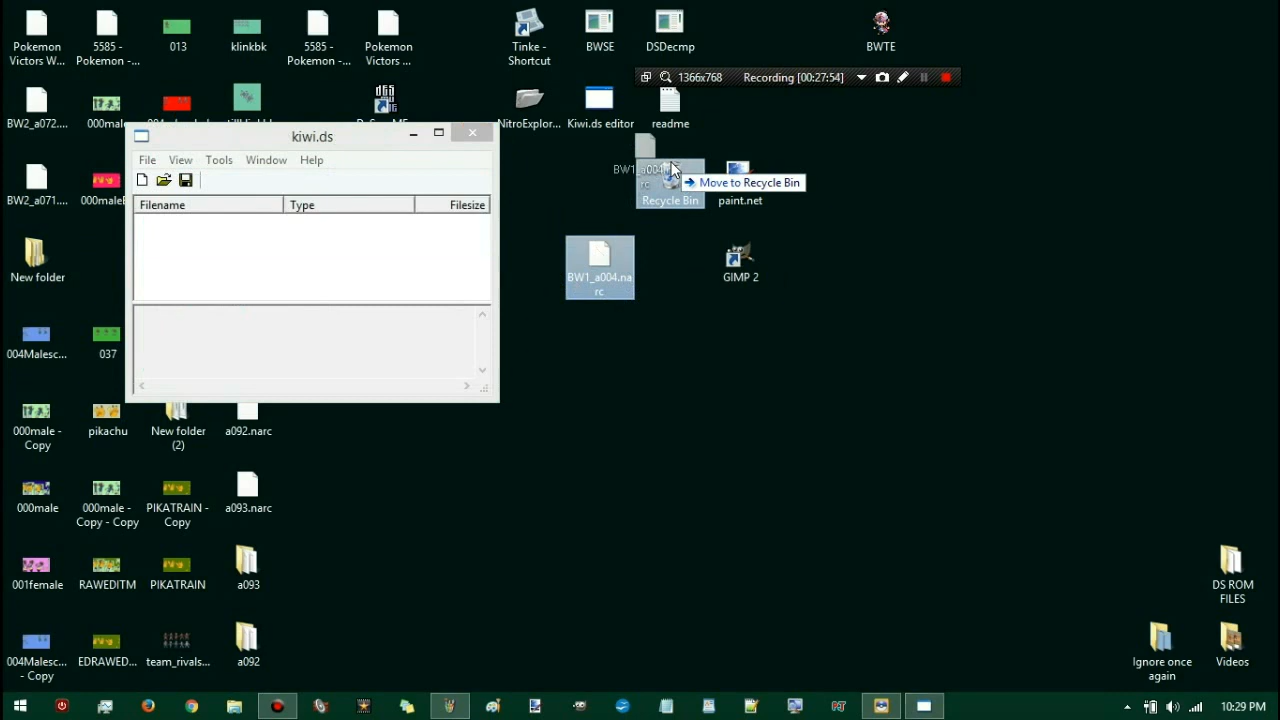 Pokemon
Victors W...
5585 -
Pokemon -...
013
klinkbk
5585 -
Pokemon -...
Pokemon
Victors ...
Tinke -
Shortcut
BWSE
DSDecmp
BWTE
1366x768 Recording [00:27:54]
BW2_a072....
000mal
NitroExplor...
Kiwi.ds editor
readme
kiwi.ds
File View Tools Window Help
Filename Type Filesize
BW2_a071....
000maleE
BW1_a004
rc
Move to Recycle Bin
Recycle Bin
paint.net
New folder
BW1_a004.na
rc
GIMP 2
004Malesc...
037
000male -
Copy
pikachu
New folder
(2)
a092.narc
000male
000male -
Copy - Copy
PIKATRAIN -
Copy
a093.narc
001female
RAWEDITM
PIKATRAIN
a093
DS ROM
FILES
004Malesc...
- Copy
EDRAWED...
team_rivals...
a092
Ignore once
again
Videos
10:29 PM